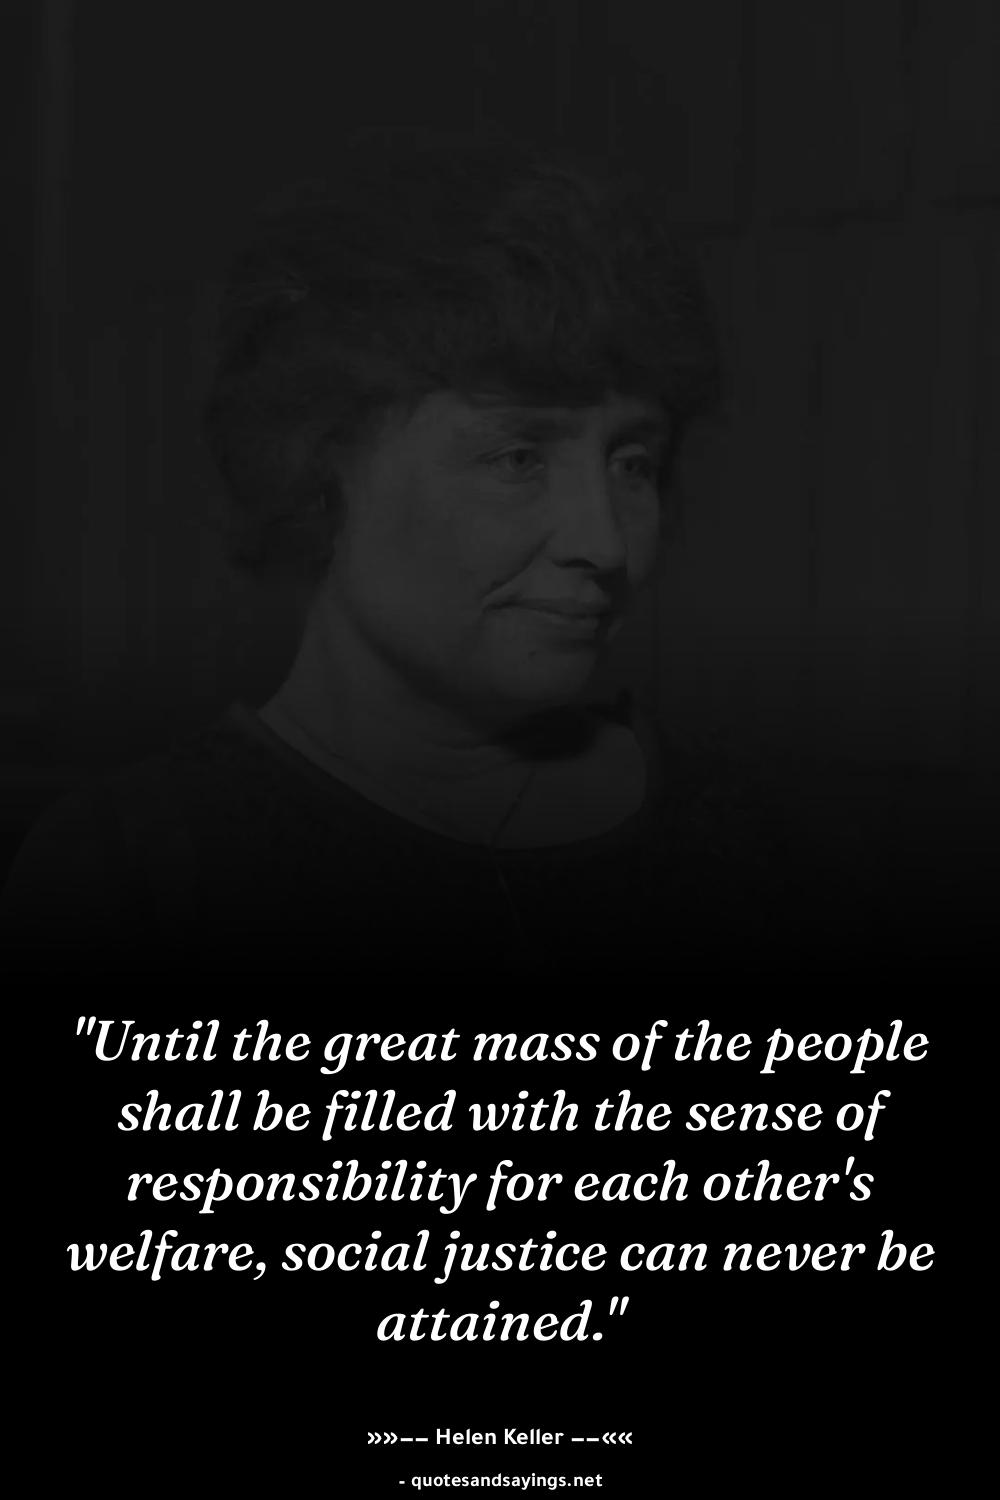 "Until the great mass of the people
shall be filled with the sense of
responsibility for each other's
welfare, social justice can never be
attained."
»»–– Helen Keller ––««
- quotesandsayings.net